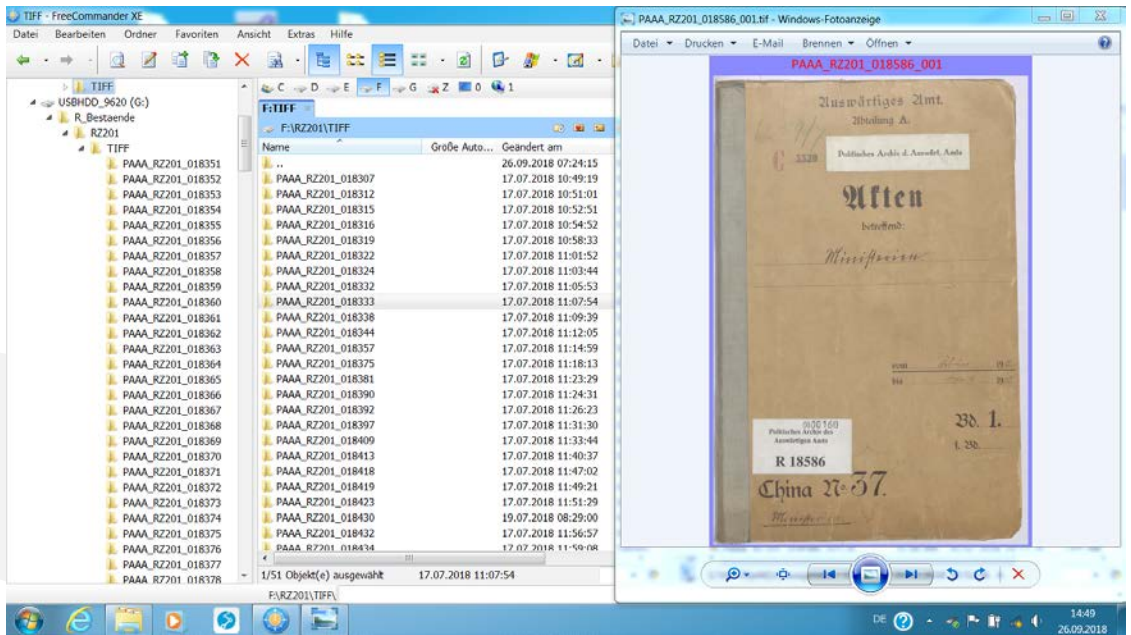 TIFF - FreeCommander XE
Datei Bearbeiten Ordner Favoriten Ansicht Extras Hilfe
TIFF
USBHDD_9620 (G:)
R_Bestaende
RZ201
TIFF
PAAA_RZ201_018351
PAAA_RZ201_018352
PAAA_RZ201_018353
PAAA_RZ201_018354
PAAA_RZ201_018355
PAAA_RZ201_018356
PAAA_RZ201_018357
PAAA_RZ201_018358
PAAA_RZ201_018359
PAAA_RZ201_018360
PAAA_RZ201_018361
PAAA_RZ201_018362
PAAA_RZ201_018363
PAAA_RZ201_018364
PAAA_RZ201_018365
PAAA_RZ201_018366
PAAA_RZ201_018367
PAAA_RZ201_018368
PAAA_RZ201_018369
PAAA_RZ201_018370
PAAA_RZ201_018371
PAAA_RZ201_018372
PAAA_RZ201_018373
PAAA_RZ201_018374
PAAA_RZ201_018375
PAAA_RZ201_018376
PAAA_RZ201_018377
PAAA_RZ201_018378
C D E F G Z 0 1
F:TIFF
F:\RZ201\TIFF
Name Größe Auto... Geändert am
.. 26.09.2018 07:24:15
PAAA_RZ201_018307 17.07.2018 10:49:19
PAAA_RZ201_018312 17.07.2018 10:51:01
PAAA_RZ201_018315 17.07.2018 10:52:51
PAAA_RZ201_018316 17.07.2018 10:54:52
PAAA_RZ201_018319 17.07.2018 10:58:33
PAAA_RZ201_018322 17.07.2018 11:01:52
PAAA_RZ201_018324 17.07.2018 11:03:44
PAAA_RZ201_018332 17.07.2018 11:05:53
PAAA_RZ201_018333 17.07.2018 11:07:54
PAAA_RZ201_018338 17.07.2018 11:09:39
PAAA_RZ201_018344 17.07.2018 11:12:05
PAAA_RZ201_018357 17.07.2018 11:14:59
PAAA_RZ201_018375 17.07.2018 11:18:13
PAAA_RZ201_018381 17.07.2018 11:23:29
PAAA_RZ201_018390 17.07.2018 11:24:31
PAAA_RZ201_018392 17.07.2018 11:26:23
PAAA_RZ201_018397 17.07.2018 11:31:30
PAAA_RZ201_018409 17.07.2018 11:33:44
PAAA_RZ201_018413 17.07.2018 11:40:37
PAAA_RZ201_018418 17.07.2018 11:47:02
PAAA_RZ201_018419 17.07.2018 11:49:21
PAAA_RZ201_018423 17.07.2018 11:51:29
PAAA_RZ201_018430 19.07.2018 08:29:00
PAAA_RZ201_018432 17.07.2018 11:56:57
PAAA_RZ201_018434 17.07.2018 11:59:08
1/51 Objekt(e) ausgewählt 17.07.2018 11:07:54
F:\RZ201\TIFF\
PAAA_RZ201_018586_001.tif - Windows-Fotoanzeige
Datei Drucken E-Mail Brennen Öffnen
PAAA_RZ201_018586_001
Auswärtiges Amt.
Abteilung A.
Politisches Archiv d. Auswärt. Amts
Akten
betreffend:
Ministerien
vom
bis
Bd. 1.
1. Bd.
Politisches Archiv des
Auswärtigen Amts
R 18586
China No 37.
DE 14:49
26.09.2018